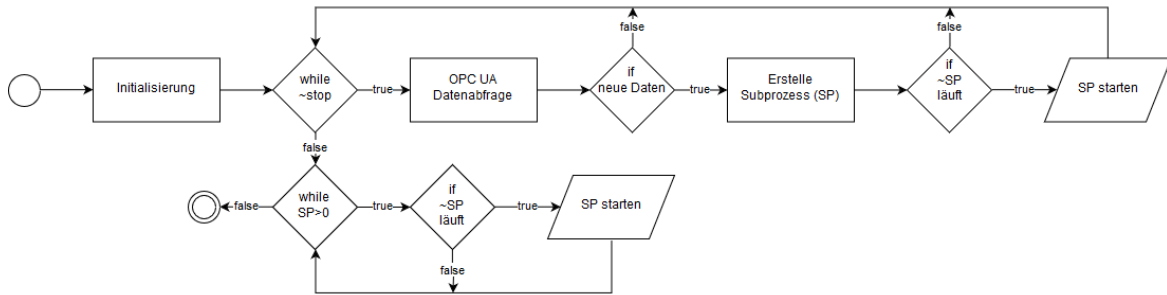 false
false
Initialisierung
while
~stop
true
OPC UA
Datenabfrage
if
neue Daten
true
Erstelle
Subprozess (SP)
if
~SP
läuft
true
SP starten
false
false
while
SP>0
true
if
~SP
läuft
true
SP starten
false